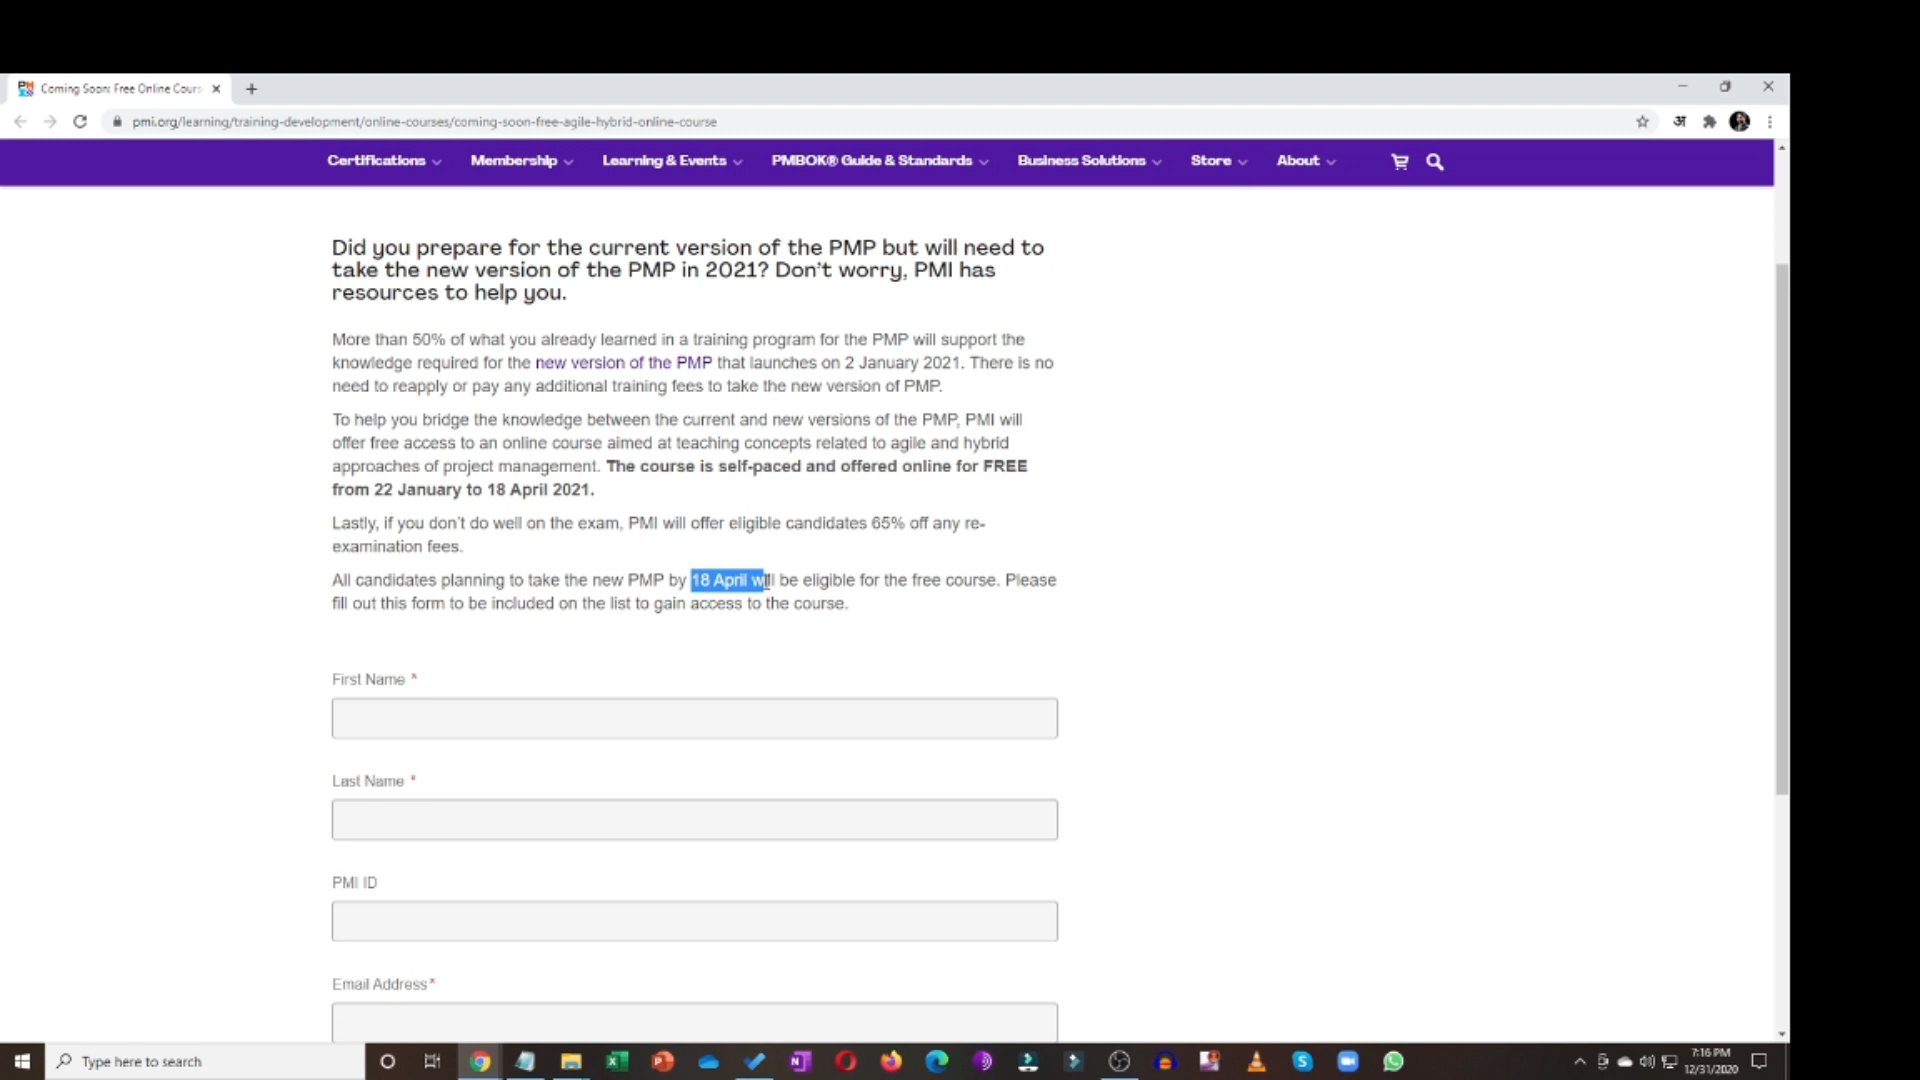 Coming Soon: Free Online Cours
pmi.org/learning/training-development/online-courses/coming-soon-free-agile-hybrid-online-course
अ
Certifications Membership Learning & Events PMBOK® Guide & Standards Business Solutions Store About
Did you prepare for the current version of the PMP but will need to
take the new version of the PMP in 2021? Don't worry, PMI has
resources to help you.
More than 50% of what you already learned in a training program for the PMP will support the
knowledge required for the new version of the PMP that launches on 2 January 2021. There is no
need to reapply or pay any additional training fees to take the new version of PMP.
To help you bridge the knowledge between the current and new versions of the PMP, PMI will
offer free access to an online course aimed at teaching concepts related to agile and hybrid
approaches of project management. The course is self-paced and offered online for FREE
from 22 January to 18 April 2021.
Lastly, if you don't do well on the exam, PMI will offer eligible candidates 65% off any re-
examination fees.
All candidates planning to take the new PMP by 18 April will be eligible for the free course. Please
fill out this form to be included on the list to gain access to the course.
First Name *
Last Name *
PMI ID
Email Address*
Type here to search
7:16 PM
12/31/2020